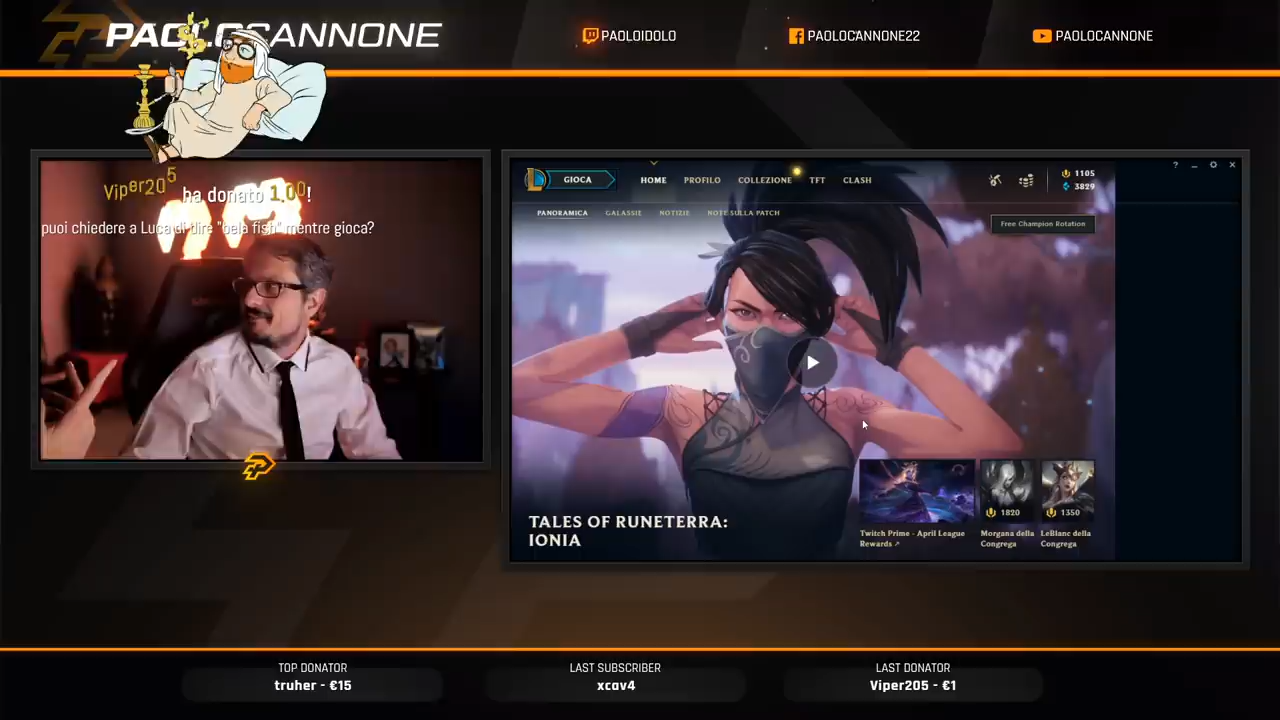 PAOLOCANNONE
PAOLOIDOLO
PAOLOCANNONE22
PAOLOCANNONE
Viper205 ha donato 1.00!
puoi chiedere a Luca di dire "bela fish" mentre gioca?
GIOCA
HOME
PROFILO
COLLEZIONE
TFT
CLASH
1105
3829
PANORAMICA
GALASSIE
NOTIZIE
NOTE SULLA PATCH
Free Champion Rotation
TALES OF RUNETERRA:
IONIA
1820
1350
Twitch Prime - April League
Rewards
Morgana della
Congrega
LeBlanc della
Congrega
TOP DONATOR
truher - €15
LAST SUBSCRIBER
xcav4
LAST DONATOR
Viper205 - €1